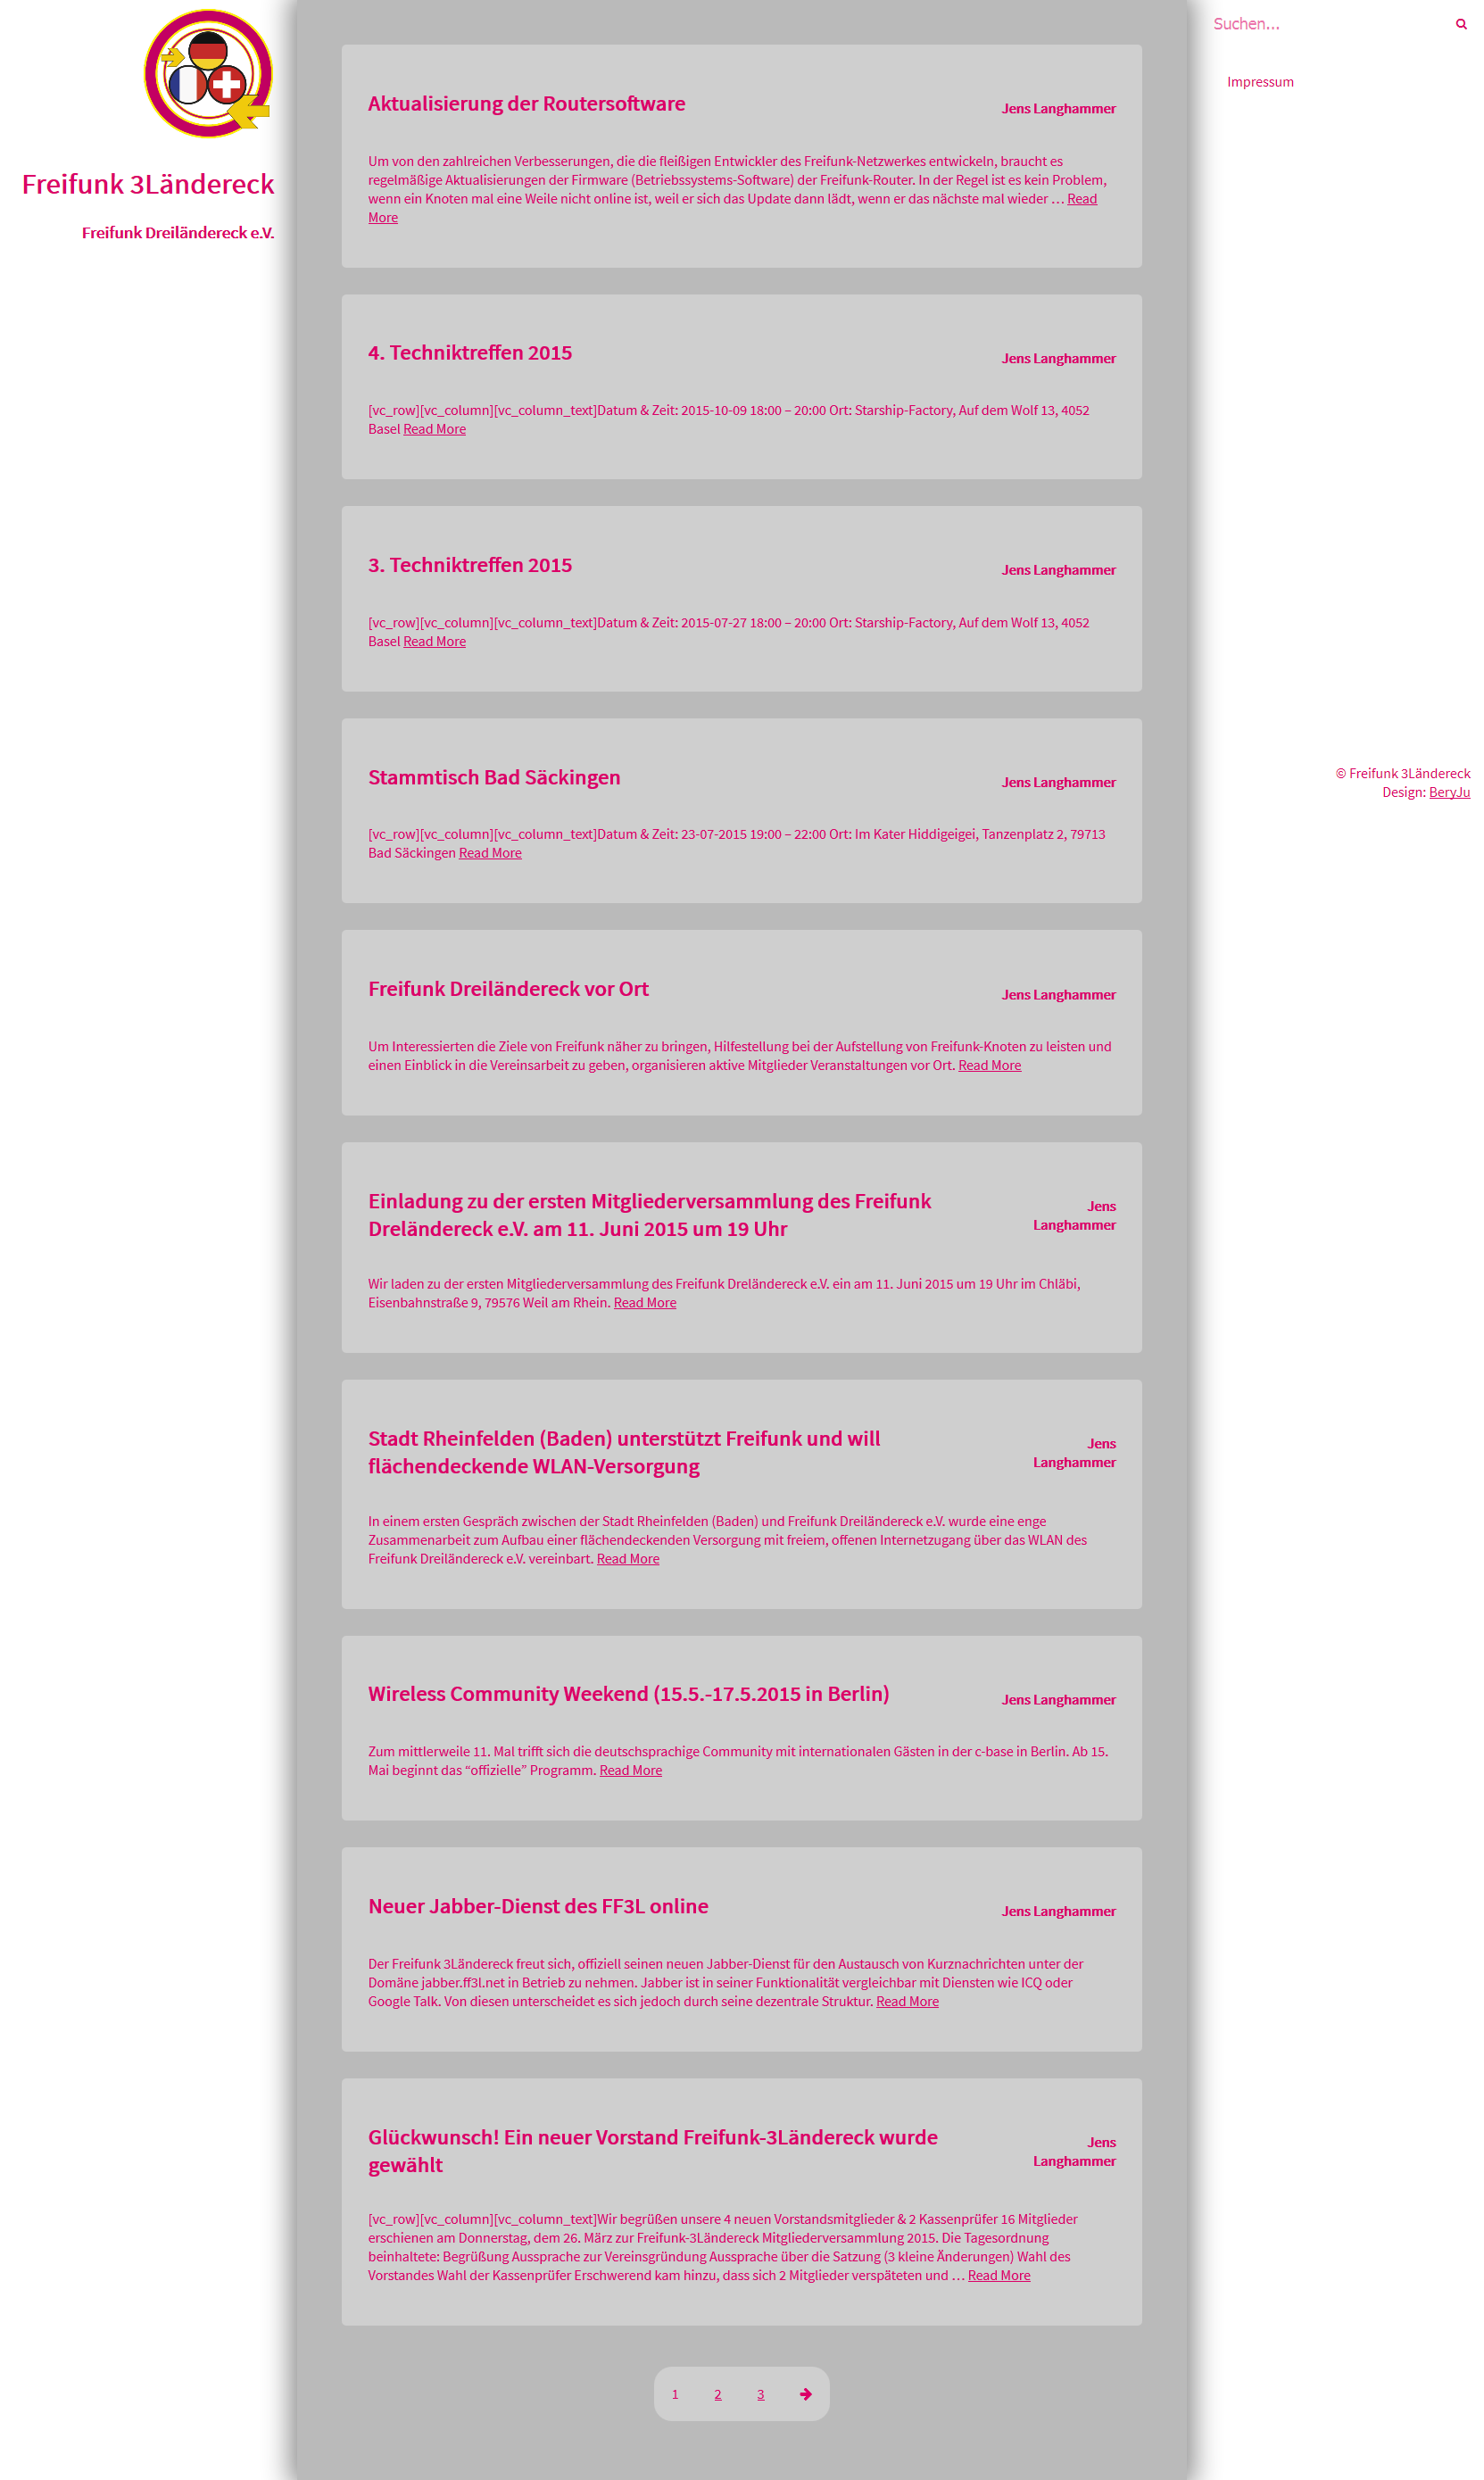 Freifunk 3Ländereck
Freifunk Dreiländereck e.V.
Aktualisierung der Routersoftware
Jens Langhammer
Um von den zahlreichen Verbesserungen, die die fleißigen Entwickler des Freifunk-Netzwerkes entwickeln, braucht es
regelmäßige Aktualisierungen der Firmware (Betriebssystems-Software) der Freifunk-Router. In der Regel ist es kein Problem,
wenn ein Knoten mal eine Weile nicht online ist, weil er sich das Update dann lädt, wenn er das nächste mal wieder … Read
More
4. Techniktreffen 2015
Jens Langhammer
[vc_row][vc_column][vc_column_text]Datum & Zeit: 2015-10-09 18:00 – 20:00 Ort: Starship-Factory, Auf dem Wolf 13, 4052
Basel Read More
3. Techniktreffen 2015
Jens Langhammer
[vc_row][vc_column][vc_column_text]Datum & Zeit: 2015-07-27 18:00 – 20:00 Ort: Starship-Factory, Auf dem Wolf 13, 4052
Basel Read More
Stammtisch Bad Säckingen
Jens Langhammer
[vc_row][vc_column][vc_column_text]Datum & Zeit: 23-07-2015 19:00 – 22:00 Ort: Im Kater Hiddigeigei, Tanzenplatz 2, 79713
Bad Säckingen Read More
Freifunk Dreiländereck vor Ort
Jens Langhammer
Um Interessierten die Ziele von Freifunk näher zu bringen, Hilfestellung bei der Aufstellung von Freifunk-Knoten zu leisten und
einen Einblick in die Vereinsarbeit zu geben, organisieren aktive Mitglieder Veranstaltungen vor Ort. Read More
Einladung zu der ersten Mitgliederversammlung des Freifunk
Dreländereck e.V. am 11. Juni 2015 um 19 Uhr
Jens
Langhammer
Wir laden zu der ersten Mitgliederversammlung des Freifunk Dreländereck e.V. ein am 11. Juni 2015 um 19 Uhr im Chläbi,
Eisenbahnstraße 9, 79576 Weil am Rhein. Read More
Stadt Rheinfelden (Baden) unterstützt Freifunk und will
flächendeckende WLAN-Versorgung
Jens
Langhammer
In einem ersten Gespräch zwischen der Stadt Rheinfelden (Baden) und Freifunk Dreiländereck e.V. wurde eine enge
Zusammenarbeit zum Aufbau einer flächendeckenden Versorgung mit freiem, offenen Internetzugang über das WLAN des
Freifunk Dreiländereck e.V. vereinbart. Read More
Wireless Community Weekend (15.5.-17.5.2015 in Berlin)
Jens Langhammer
Zum mittlerweile 11. Mal trifft sich die deutschsprachige Community mit internationalen Gästen in der c-base in Berlin. Ab 15.
Mai beginnt das “offizielle” Programm. Read More
Neuer Jabber-Dienst des FF3L online
Jens Langhammer
Der Freifunk 3Ländereck freut sich, offiziell seinen neuen Jabber-Dienst für den Austausch von Kurznachrichten unter der
Domäne jabber.ff3l.net in Betrieb zu nehmen. Jabber ist in seiner Funktionalität vergleichbar mit Diensten wie ICQ oder
Google Talk. Von diesen unterscheidet es sich jedoch durch seine dezentrale Struktur. Read More
Glückwunsch! Ein neuer Vorstand Freifunk-3Ländereck wurde
gewählt
Jens
Langhammer
[vc_row][vc_column][vc_column_text]Wir begrüßen unsere 4 neuen Vorstandsmitglieder & 2 Kassenprüfer 16 Mitglieder
erschienen am Donnerstag, dem 26. März zur Freifunk-3Ländereck Mitgliederversammlung 2015. Die Tagesordnung
beinhaltete: Begrüßung Aussprache zur Vereinsgründung Aussprache über die Satzung (3 kleine Änderungen) Wahl des
Vorstandes Wahl der Kassenprüfer Erschwerend kam hinzu, dass sich 2 Mitglieder verspäteten und … Read More
1 2 3
Suchen...
Impressum
© Freifunk 3Ländereck
Design: BeryJu